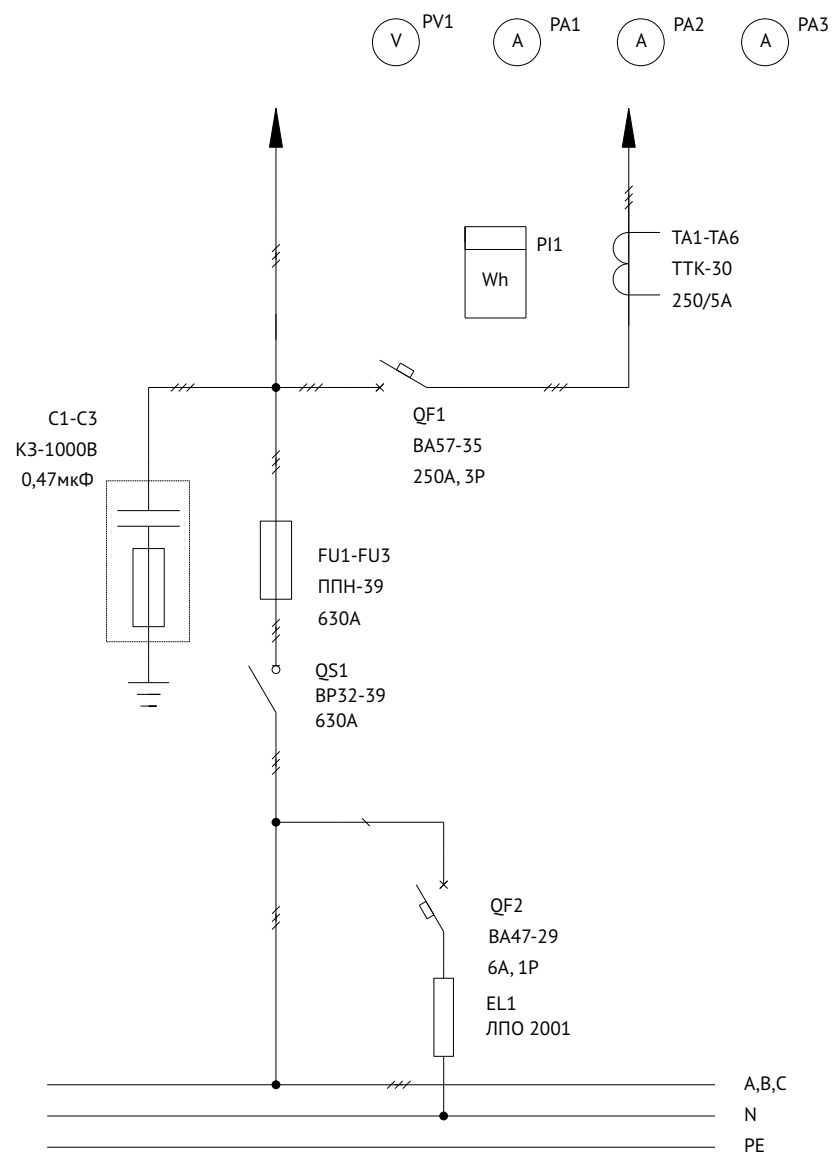 V
PV1
A
PA1
A
PA2
A
PA3
Wh
PI1
TA1-TA6
ТТК-30
250/5А
C1-C3
КЗ-1000В
0,47мкФ
QF1
ВА57-35
250А, 3Р
FU1-FU3
ППН-39
630А
QS1
ВР32-39
630А
QF2
ВА47-29
6А, 1Р
EL1
ЛПО 2001
A,B,C
N
PE